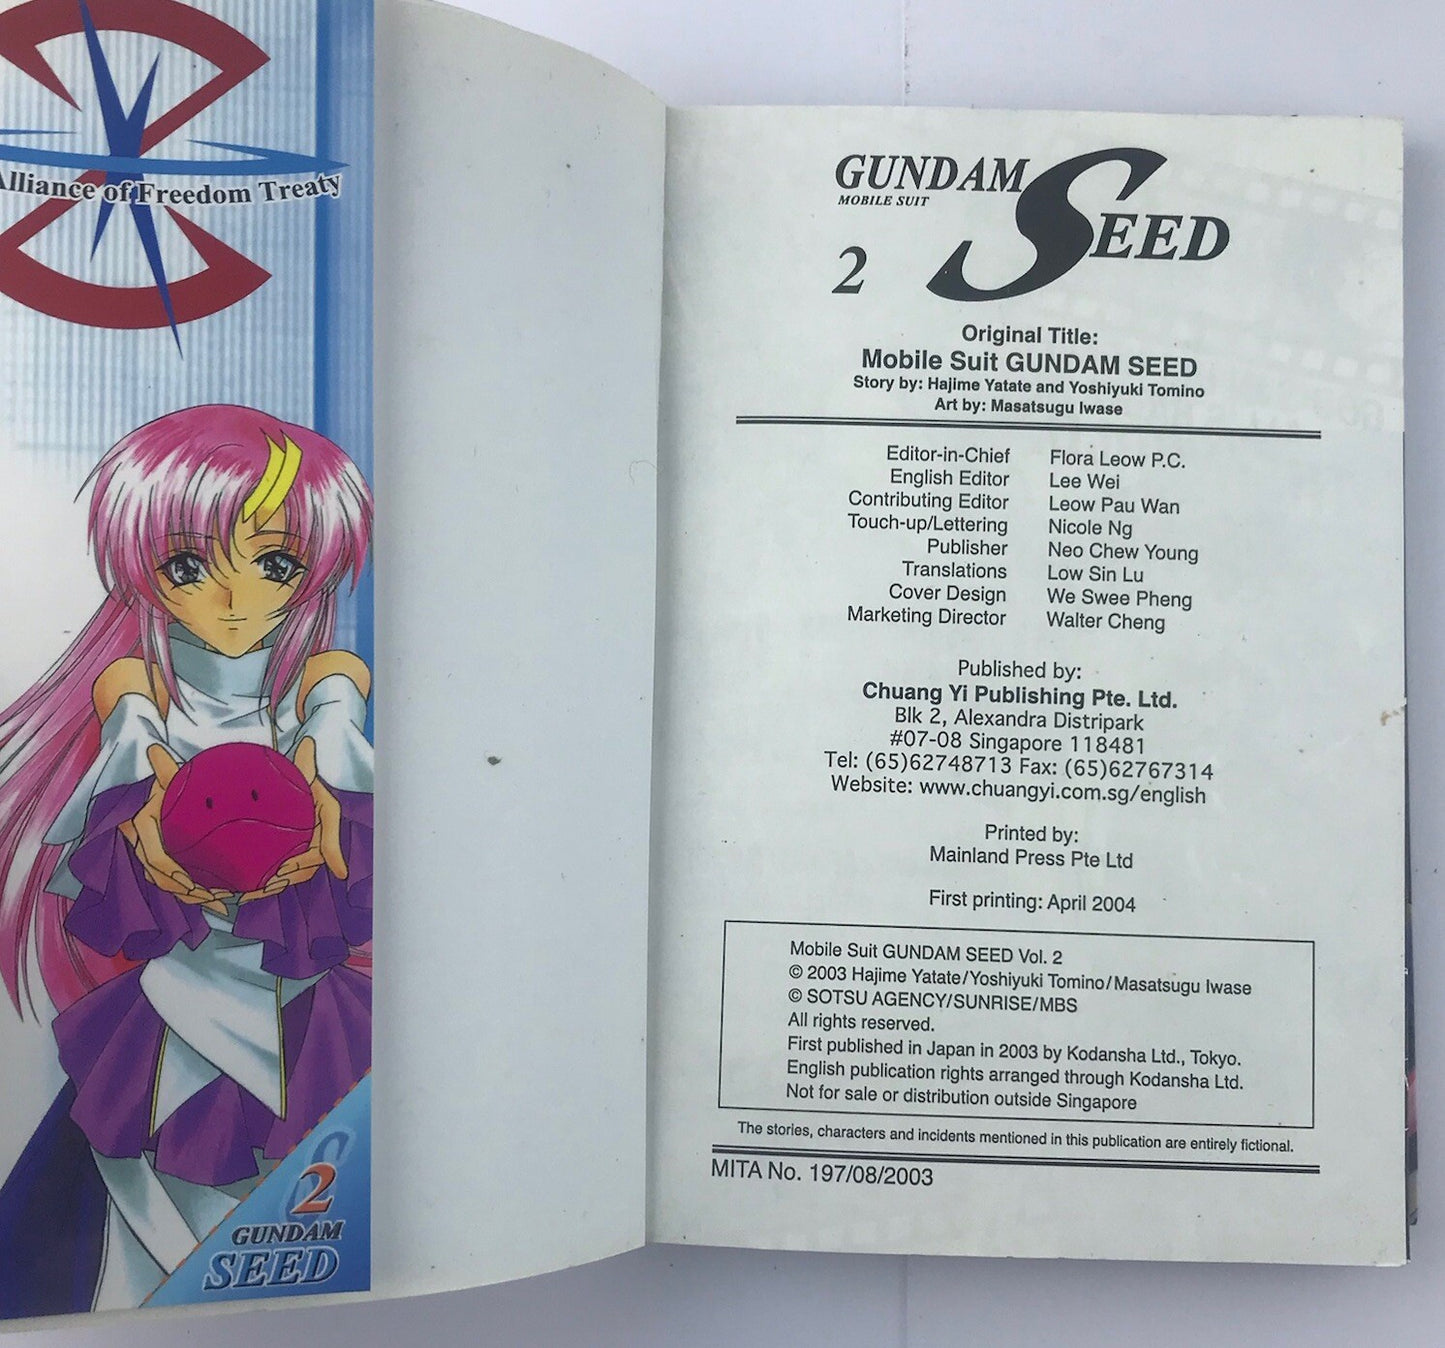 Alliance of Freedom Treaty
2
GUNDAM
SEED
GUNDAM
MOBILE SUIT
SEED
2
Original Title:
Mobile Suit GUNDAM SEED
Story by: Hajime Yatate and Yoshiyuki Tomino
Art by: Masatsugu Iwase
Editor-in-Chief Flora Leow P.C.
English Editor Lee Wei
Contributing Editor Leow Pau Wan
Touch-up/Lettering Nicole Ng
Publisher Neo Chew Young
Translations Low Sin Lu
Cover Design We Swee Pheng
Marketing Director Walter Cheng
Published by:
Chuang Yi Publishing Pte. Ltd.
Blk 2, Alexandra Distripark
#07-08 Singapore 118481
Tel: (65)62748713 Fax: (65)62767314
Website: www.chuangyi.com.sg/english
Printed by:
Mainland Press Pte Ltd
First printing: April 2004
Mobile Suit GUNDAM SEED Vol. 2
© 2003 Hajime Yatate/Yoshiyuki Tomino/Masatsugu Iwase
© SOTSU AGENCY/SUNRISE/MBS
All rights reserved.
First published in Japan in 2003 by Kodansha Ltd., Tokyo.
English publication rights arranged through Kodansha Ltd.
Not for sale or distribution outside Singapore
The stories, characters and incidents mentioned in this publication are entirely fictional.
MITA No. 197/08/2003